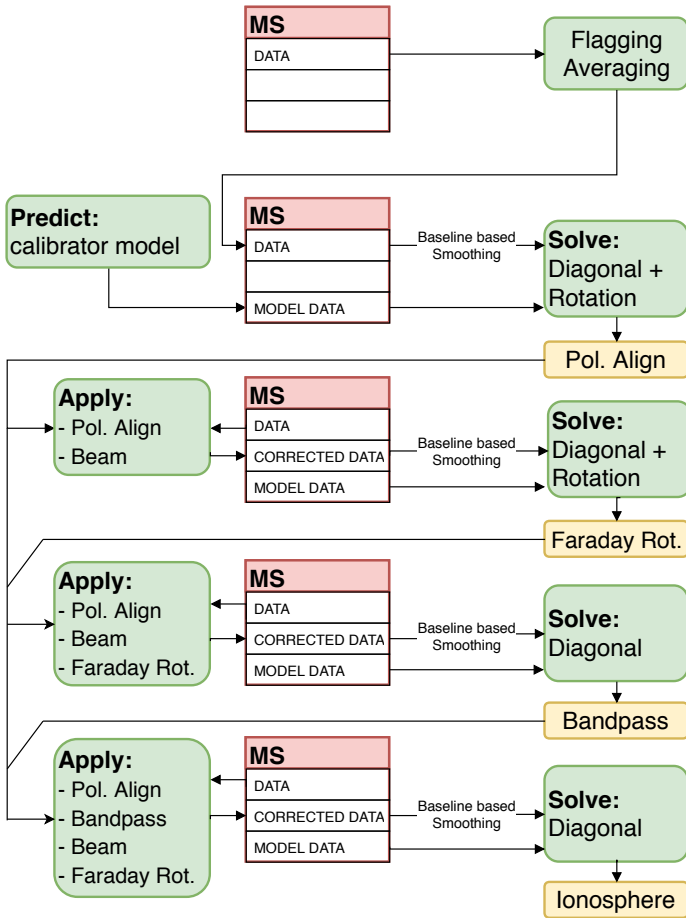 MS
DATA
Flagging
Averaging
Predict:
calibrator model
MS
DATA
MODEL DATA
Baseline based
Smoothing
Solve:
Diagonal +
Rotation
Pol. Align
Apply:
- Pol. Align
- Beam
MS
DATA
CORRECTED DATA
MODEL DATA
Baseline based
Smoothing
Solve:
Diagonal +
Rotation
Faraday Rot.
Apply:
- Pol. Align
- Beam
- Faraday Rot.
MS
DATA
CORRECTED DATA
MODEL DATA
Baseline based
Smoothing
Solve:
Diagonal
Bandpass
Apply:
- Pol. Align
- Bandpass
- Beam
- Faraday Rot.
MS
DATA
CORRECTED DATA
MODEL DATA
Baseline based
Smoothing
Solve:
Diagonal
Ionosphere